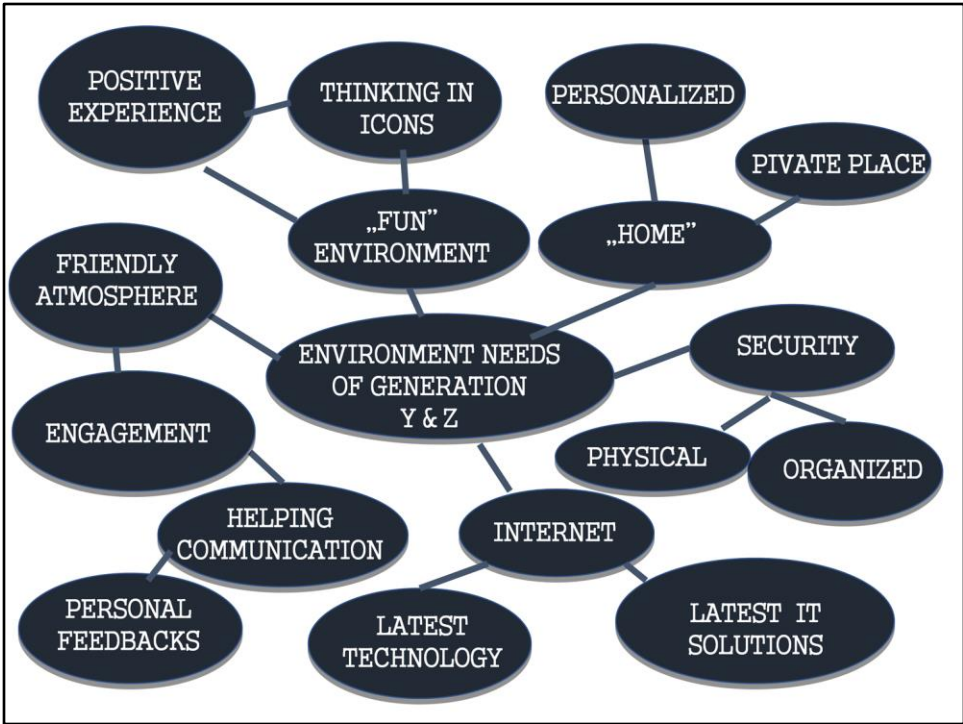 POSITIVE
EXPERIENCE
THINKING IN
ICONS
PERSONALIZED
PIVATE PLACE
„FUN”
ENVIRONMENT
„HOME”
FRIENDLY
ATMOSPHERE
ENVIRONMENT NEEDS
OF GENERATION
Y & Z
SECURITY
ENGAGEMENT
PHYSICAL
ORGANIZED
HELPING
COMMUNICATION
INTERNET
PERSONAL
FEEDBACKS
LATEST
TECHNOLOGY
LATEST IT
SOLUTIONS